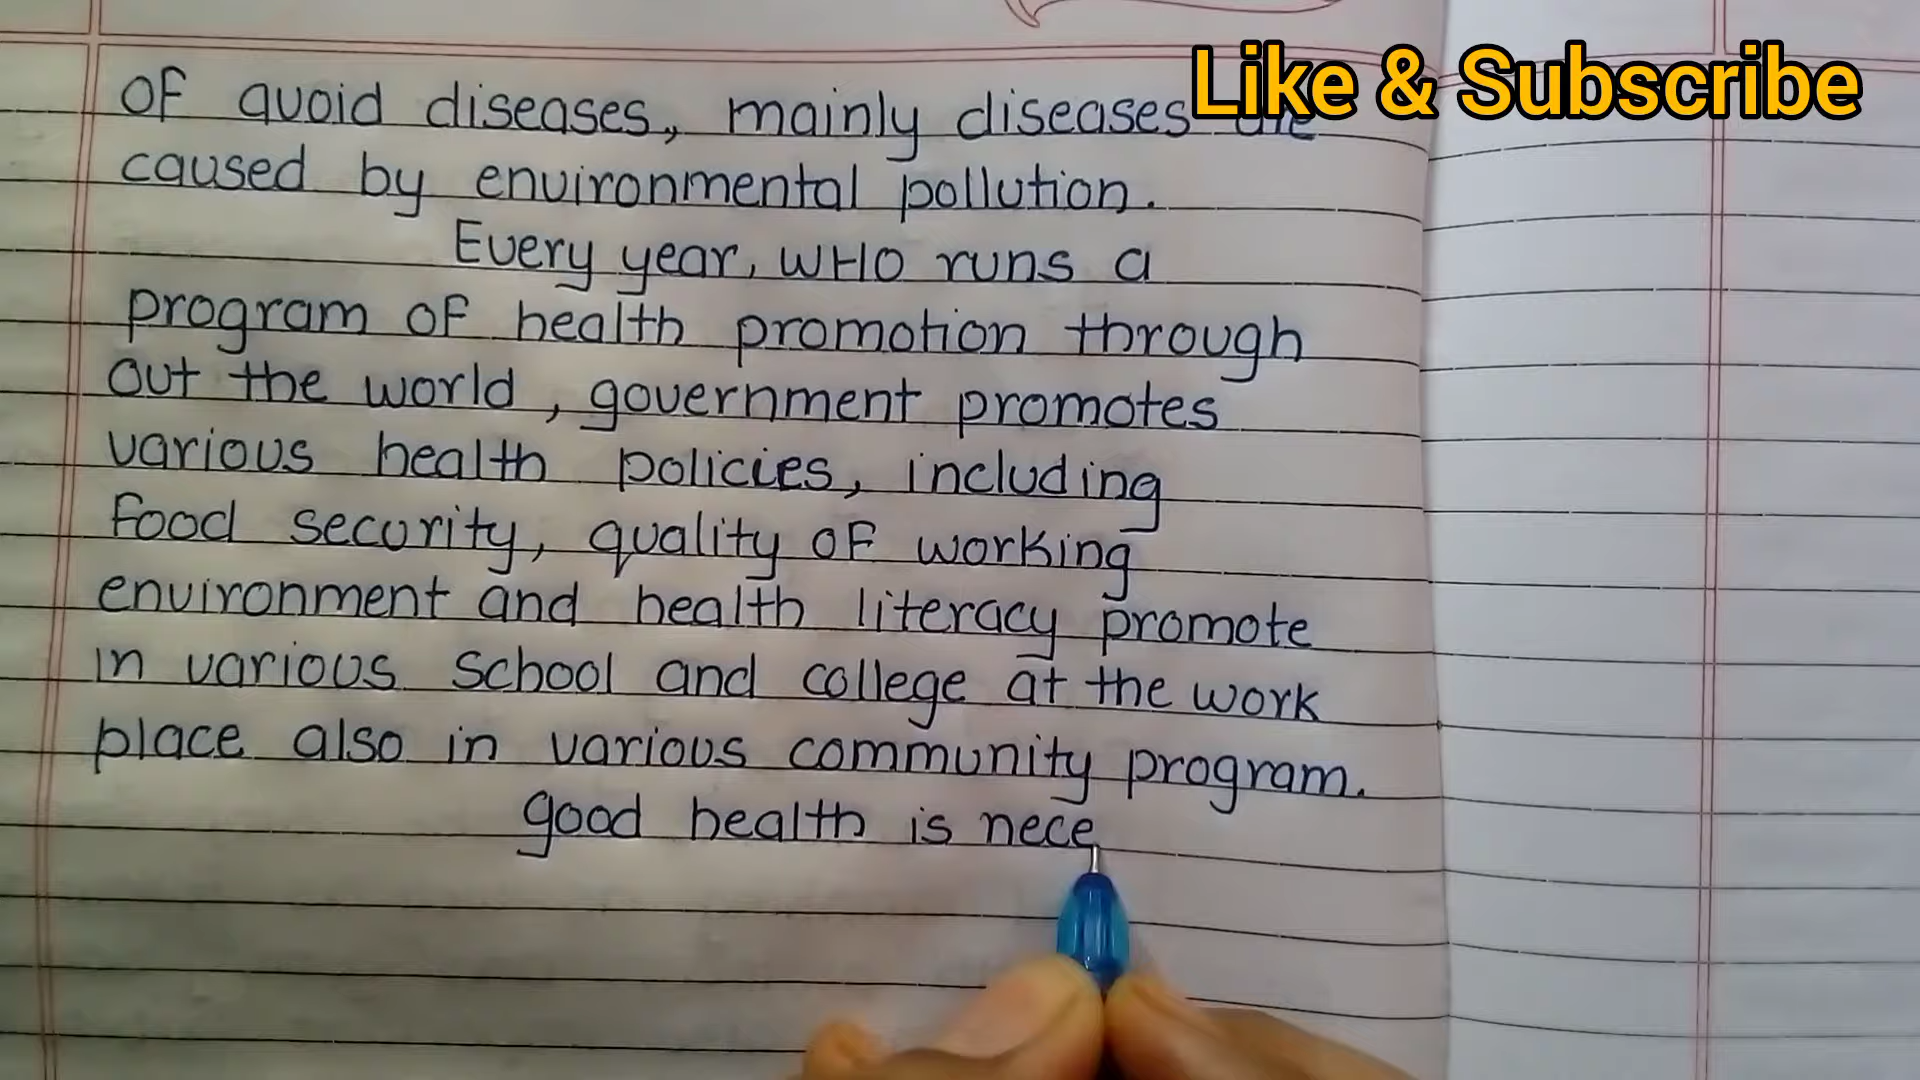 Like & Subscribe
of avoid diseases, mainly diseases are
caused by environmental pollution.
Every year, WHO runs a
program of health promotion through
out the world, government promotes
various health policies, including
food security, quality of working
environment and health literacy promote
in various school and college at the work
place also in various community program.
good health is nece